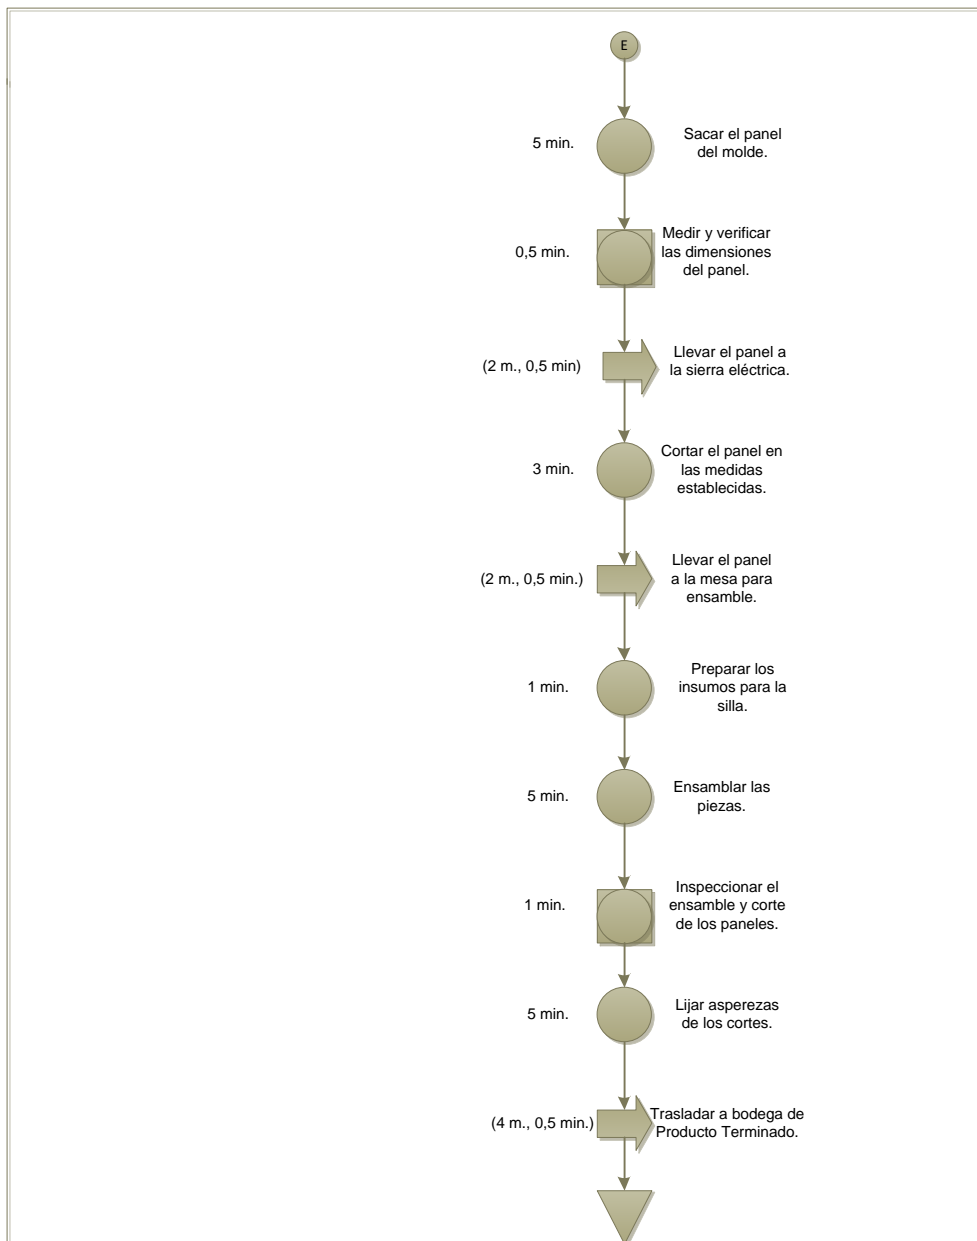 E
5 min.
Sacar el panel
del molde.
0,5 min.
Medir y verificar
las dimensiones
del panel.
(2 m., 0,5 min)
Llevar el panel a
la sierra eléctrica.
3 min.
Cortar el panel en
las medidas
establecidas.
(2 m., 0,5 min.)
Llevar el panel
a la mesa para
ensamble.
1 min.
Preparar los
insumos para la
silla.
5 min.
Ensamblar las
piezas.
1 min.
Inspeccionar el
ensamble y corte
de los paneles.
5 min.
Lijar asperezas
de los cortes.
(4 m., 0,5 min.)
Trasladar a bodega de
Producto Terminado.